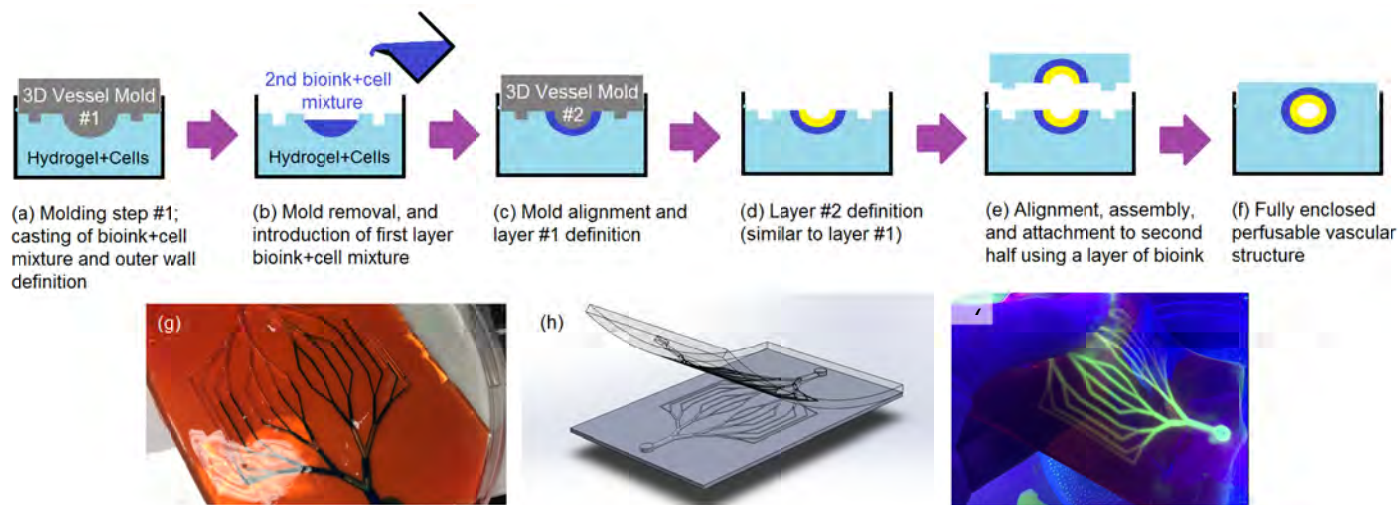 3D Vessel Mold
#1
Hydrogel+Cells
2nd bioink+cell
mixture
Hydrogel+Cells
3D Vessel Mold
#2
(a) Molding step #1;
casting of bioink+cell
mixture and outer wall
definition
(b) Mold removal, and
introduction of first layer
bioink+cell mixture
(c) Mold alignment and
layer #1 definition
(d) Layer #2 definition
(similar to layer #1)
(e) Alignment, assembly,
and attachment to second
half using a layer of bioink
(f) Fully enclosed
perfusable vascular
structure
(g)
(h)